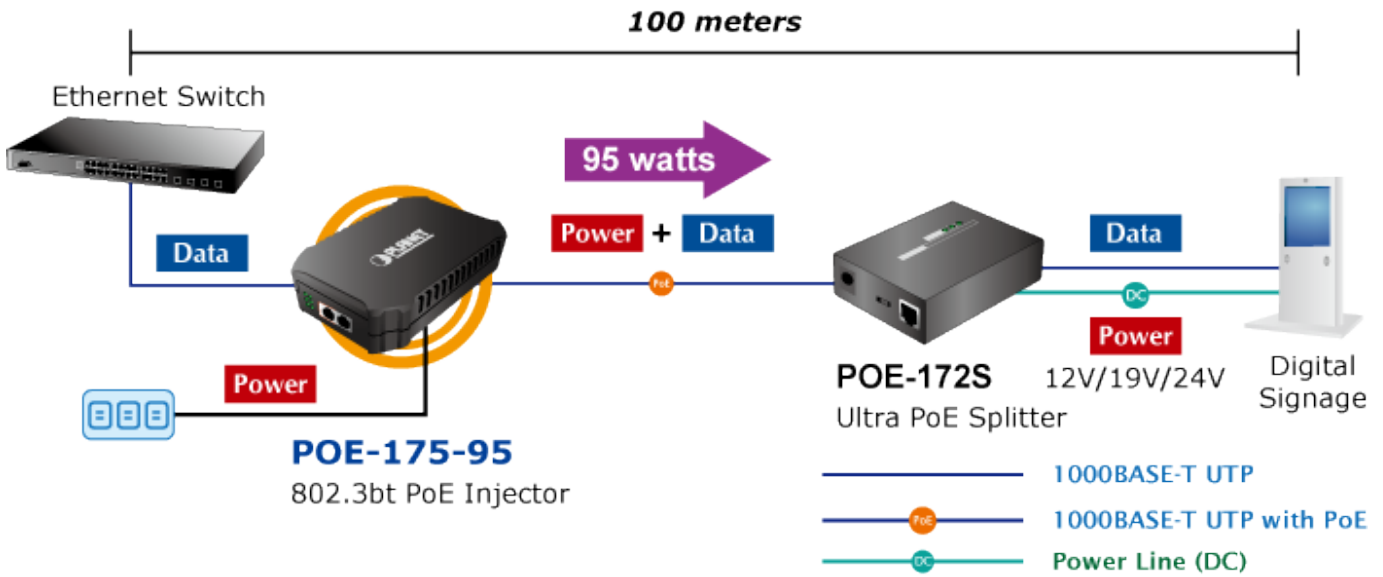 100 meters
Ethernet Switch
95 watts
Data
Power + Data
Data
PLANET
PoE
DC
Power
Power
POE-172S
12V/19V/24V
Digital
Signage
Ultra PoE Splitter
POE-175-95
802.3bt PoE Injector
1000BASE-T UTP
PoE
1000BASE-T UTP with PoE
DC
Power Line (DC)